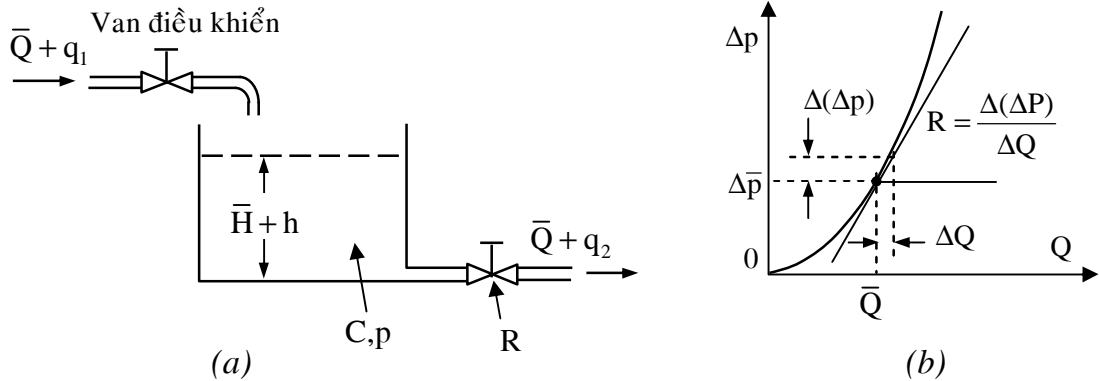 Van điều khiển
Q̅ + q₁
H̅ + h
Q̅ + q₂
C,p
R
(a)
Δp
Δ(Δp)
R = Δ(ΔP)/ΔQ
Δp̅
ΔQ
Q
0
Q̅
(b)